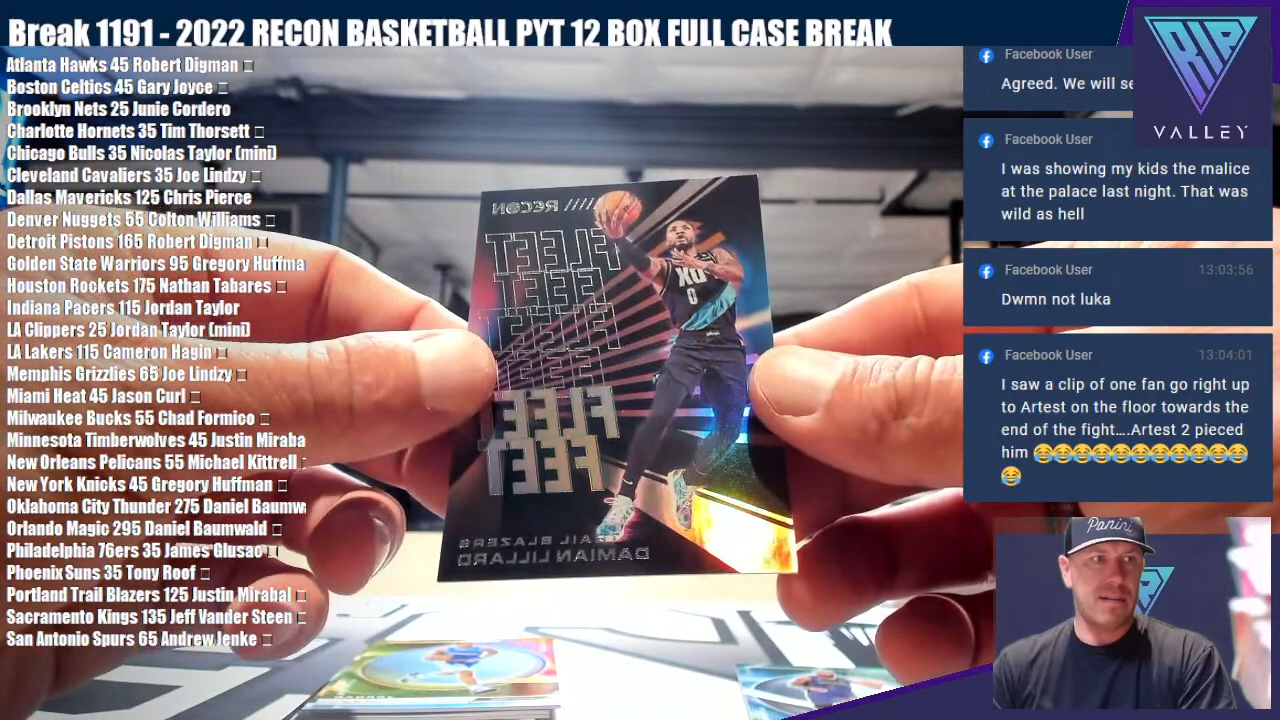 Break 1191 - 2022 RECON BASKETBALL PYT 12 BOX FULL CASE BREAK
Atlanta Hawks 45 Robert Digman
Boston Celtics 45 Gary Joyce
Brooklyn Nets 25 Junie Cordero
Charlotte Hornets 35 Tim Thorsett
Chicago Bulls 35 Nicolas Taylor (mini)
Cleveland Cavaliers 35 Joe Lindzy
Dallas Mavericks 125 Chris Pierce
Denver Nuggets 55 Colton Williams
Detroit Pistons 165 Robert Digman
Golden State Warriors 95 Gregory Huffma
Houston Rockets 175 Nathan Tabares
Indiana Pacers 115 Jordan Taylor
LA Clippers 25 Jordan Taylor (mini)
LA Lakers 115 Cameron Hagin
Memphis Grizzlies 65 Joe Lindzy
Miami Heat 45 Jason Curl
Milwaukee Bucks 55 Chad Formico
Minnesota Timberwolves 45 Justin Miraba
New Orleans Pelicans 55 Michael Kittrell
New York Knicks 45 Gregory Huffman
Oklahoma City Thunder 275 Daniel Baumw
Orlando Magic 295 Daniel Baumwald
Philadelphia 76ers 35 James Glusao
Phoenix Suns 35 Tony Roof
Portland Trail Blazers 125 Justin Mirabal
Sacramento Kings 135 Jeff Vander Steen
San Antonio Spurs 65 Andrew Jenke
RECON
FLEET
FEET
FLEET
FEET
FLEET
FEET
0
TRAIL BLAZERS
DAMIAN LILLARD
Facebook User
Agreed. We will se
Facebook User
I was showing my kids the malice
at the palace last night. That was
wild as hell
Facebook User 13:03:56
Dwmn not luka
Facebook User 13:04:01
I saw a clip of one fan go right up
to Artest on the floor towards the
end of the fight....Artest 2 pieced
him 😂😂😂😂😂😂😂😂😂😂😂
😂
RIP
VALLEY
Panini